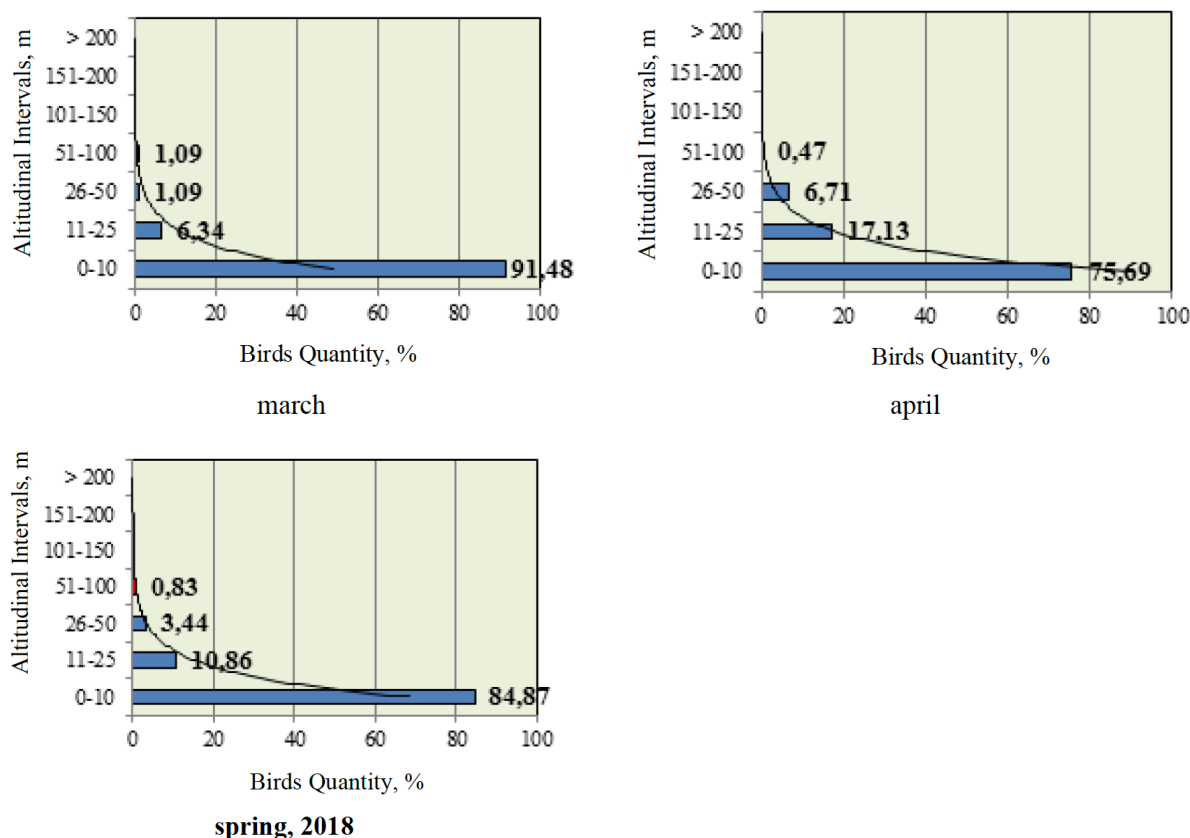 Altitudinal Intervals, m
> 200
151-200
101-150
51-100
26-50
11-25
0-10
1,09
1,09
6,34
91,48
0 20 40 60 80 100
Birds Quantity, %
march
Altitudinal Intervals, m
> 200
151-200
101-150
51-100
26-50
11-25
0-10
0,47
6,71
17,13
75,69
0 20 40 60 80 100
Birds Quantity, %
april
Altitudinal Intervals, m
> 200
151-200
101-150
51-100
26-50
11-25
0-10
0,83
3,44
10,86
84,87
0 20 40 60 80 100
Birds Quantity, %
spring, 2018